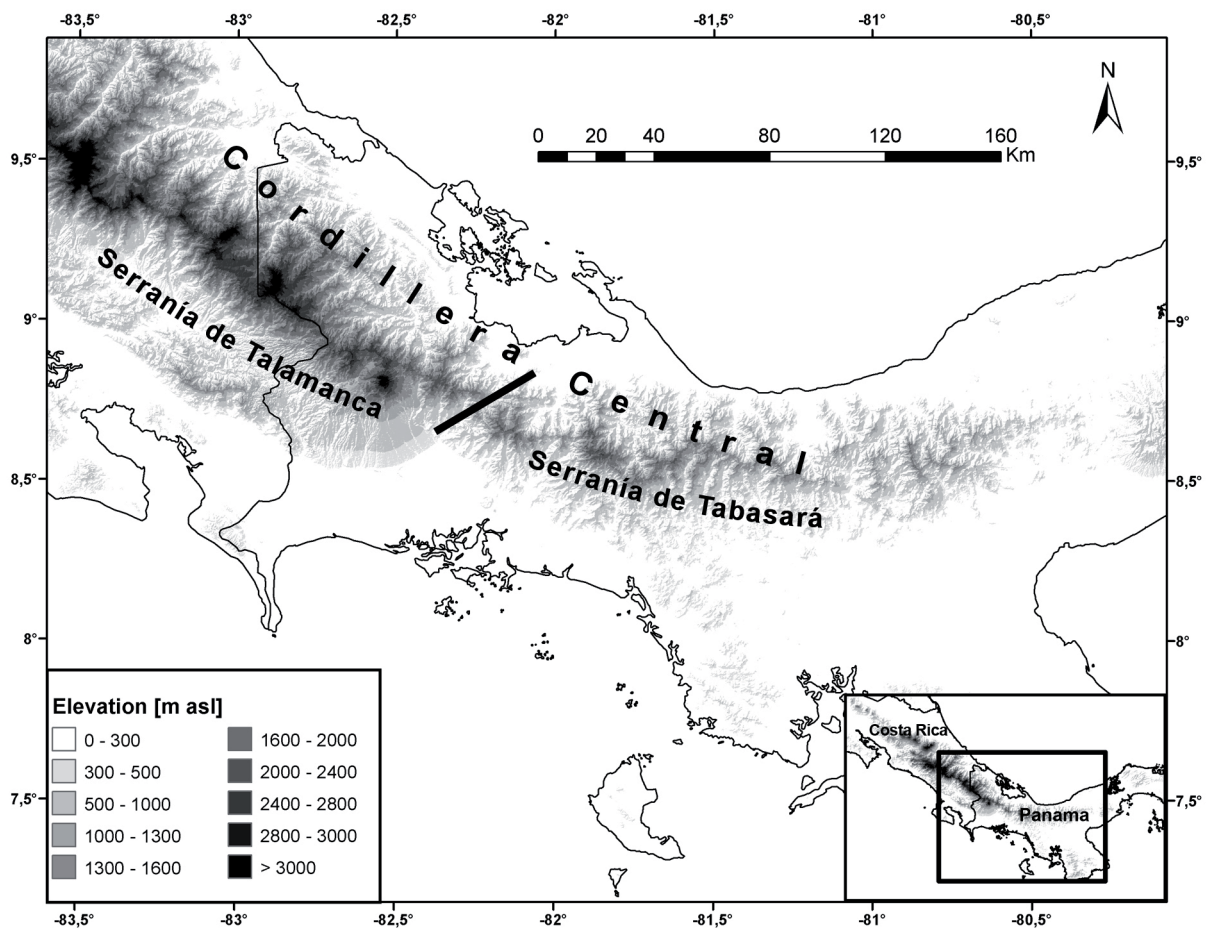 -83,5° -83° -82,5° -82° -81,5° -81° -80,5°
N
0 20 40 80 120 160
Km
9,5° 9,5°
Cordillera
Serranía de Talamanca
9° 9°
Central
Serranía de Tabasará
8,5° 8,5°
8° 8°
Elevation [m asl]
0 - 300
300 - 500
500 - 1000
1000 - 1300
1300 - 1600
1600 - 2000
2000 - 2400
2400 - 2800
2800 - 3000
> 3000
Costa Rica
Panama
7,5° 7,5°
-83,5° -83° -82,5° -82° -81,5° -81° -80,5°